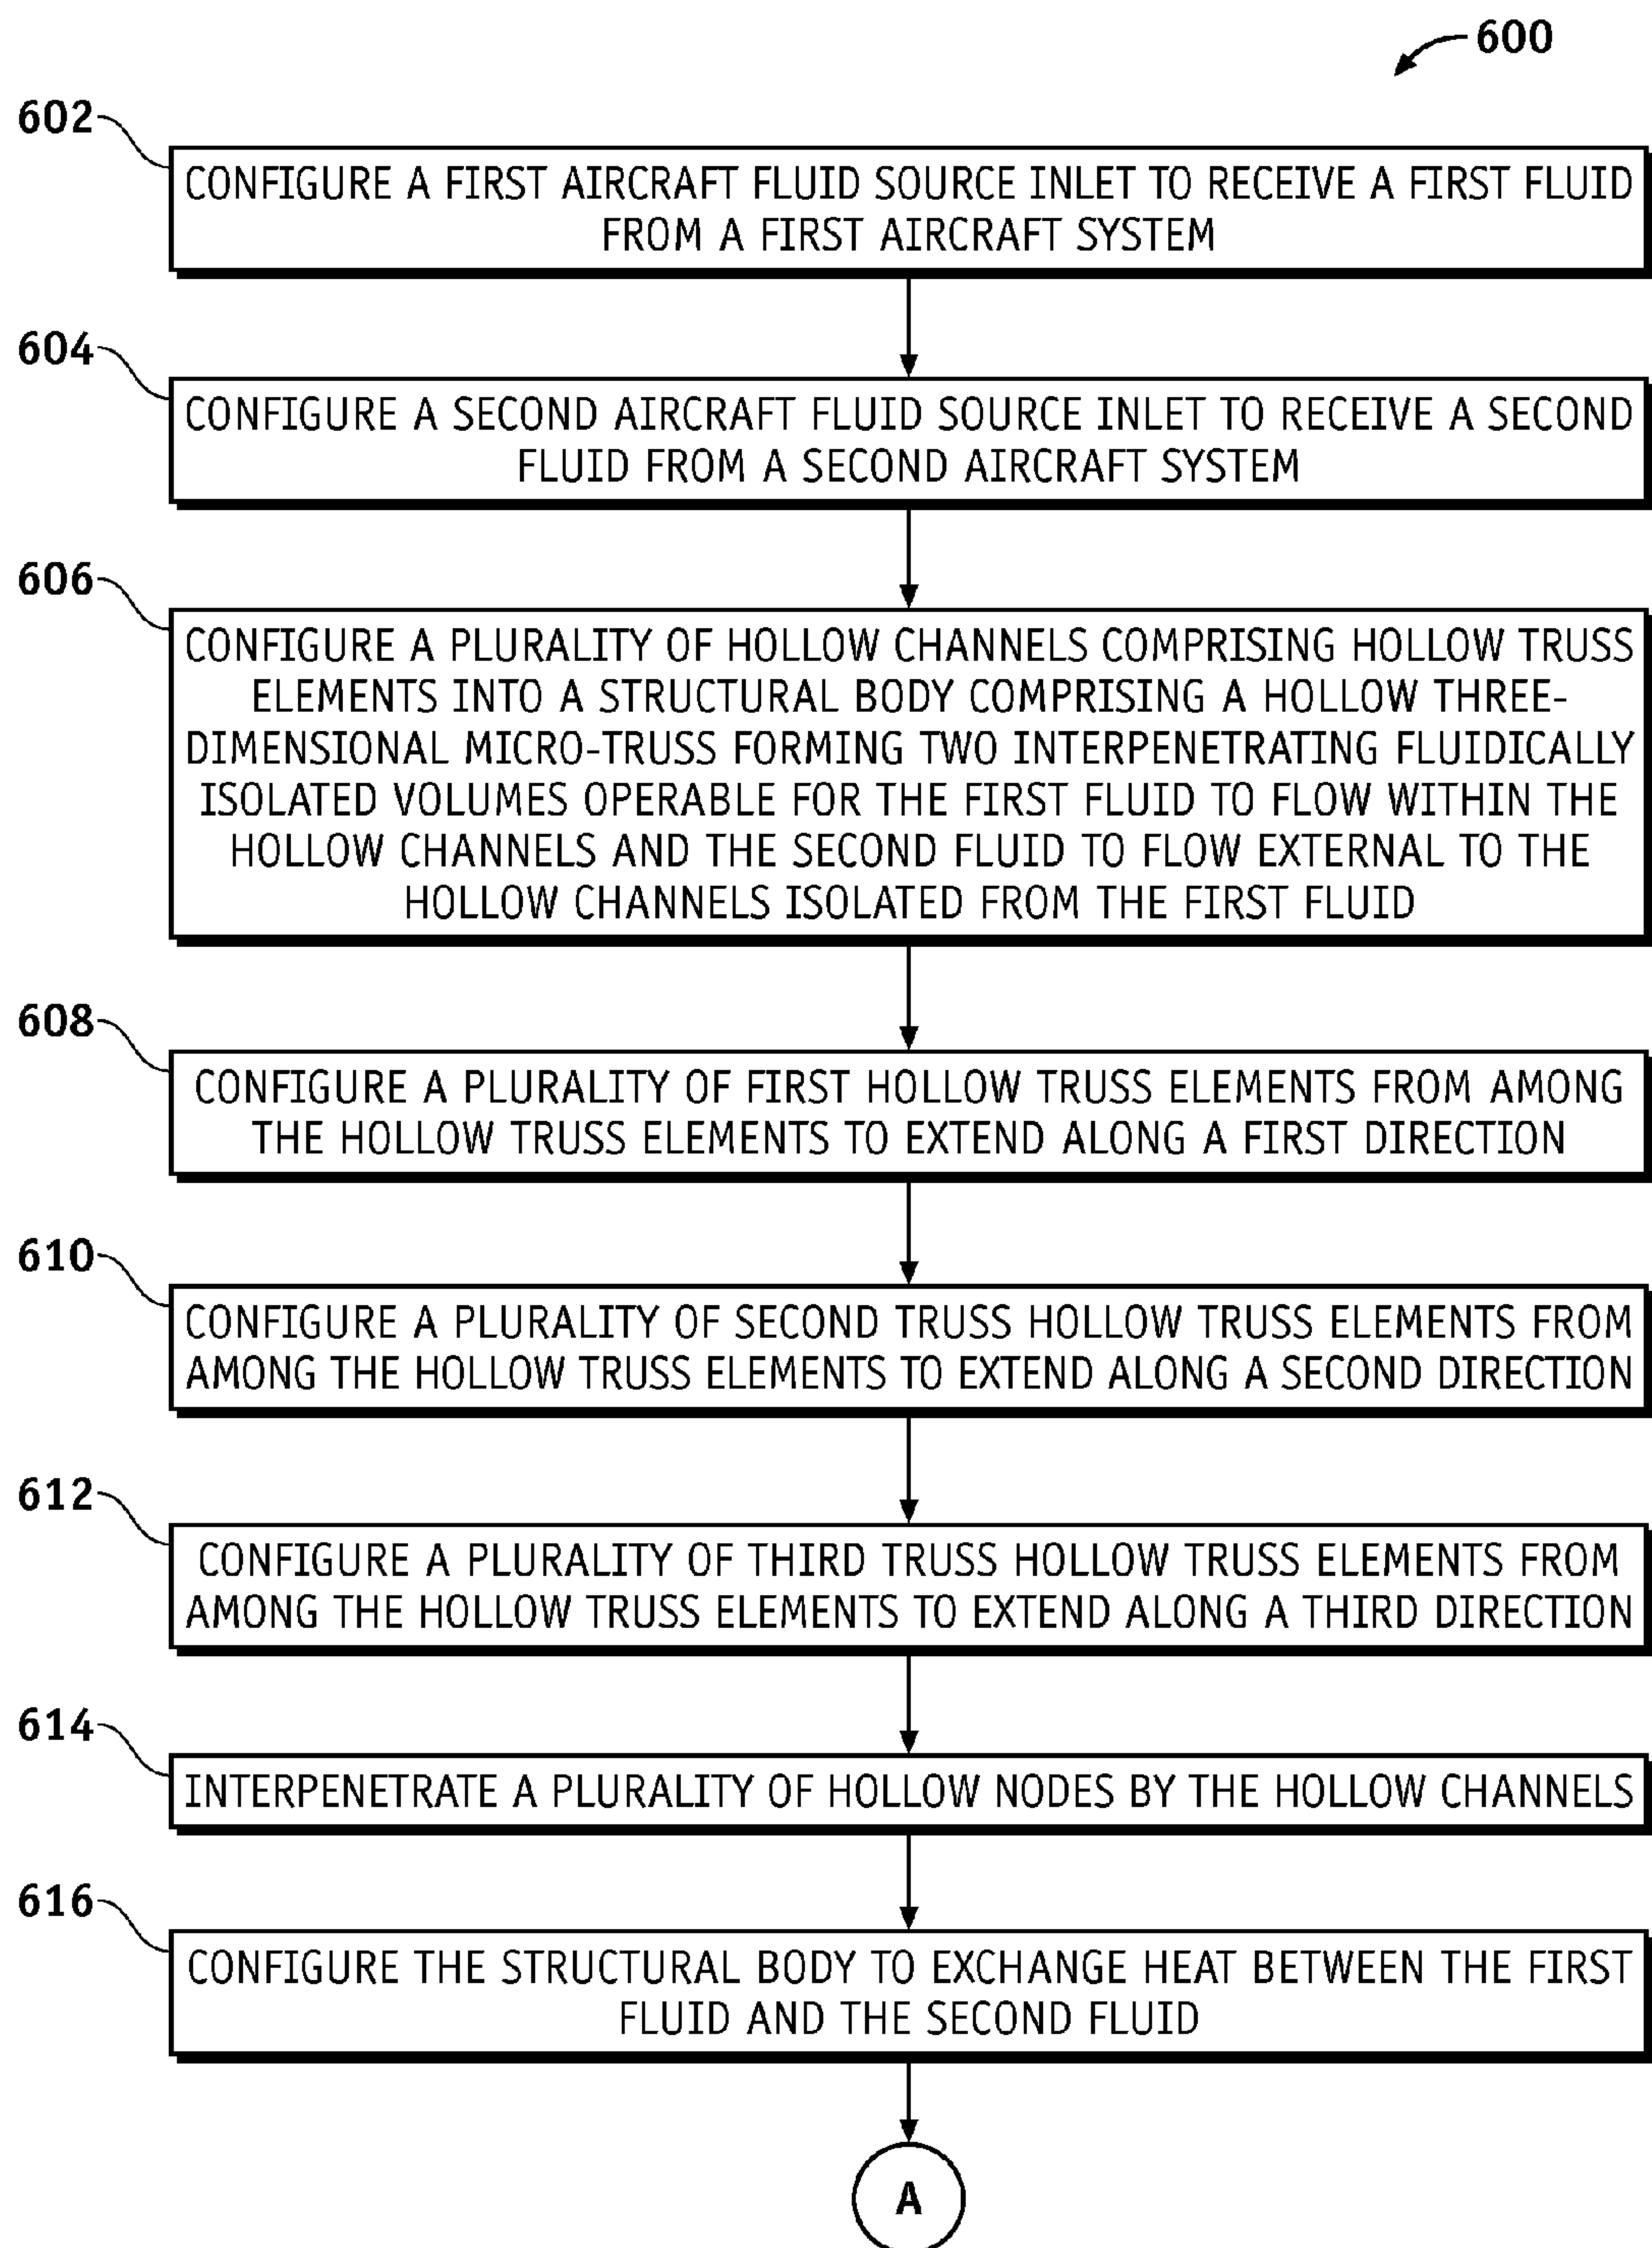 600
602
CONFIGURE A FIRST AIRCRAFT FLUID SOURCE INLET TO RECEIVE A FIRST FLUID
FROM A FIRST AIRCRAFT SYSTEM
604
CONFIGURE A SECOND AIRCRAFT FLUID SOURCE INLET TO RECEIVE A SECOND
FLUID FROM A SECOND AIRCRAFT SYSTEM
606
CONFIGURE A PLURALITY OF HOLLOW CHANNELS COMPRISING HOLLOW TRUSS
ELEMENTS INTO A STRUCTURAL BODY COMPRISING A HOLLOW THREE-
DIMENSIONAL MICRO-TRUSS FORMING TWO INTERPENETRATING FLUIDICALLY
ISOLATED VOLUMES OPERABLE FOR THE FIRST FLUID TO FLOW WITHIN THE
HOLLOW CHANNELS AND THE SECOND FLUID TO FLOW EXTERNAL TO THE
HOLLOW CHANNELS ISOLATED FROM THE FIRST FLUID
608
CONFIGURE A PLURALITY OF FIRST HOLLOW TRUSS ELEMENTS FROM AMONG
THE HOLLOW TRUSS ELEMENTS TO EXTEND ALONG A FIRST DIRECTION
610
CONFIGURE A PLURALITY OF SECOND TRUSS HOLLOW TRUSS ELEMENTS FROM
AMONG THE HOLLOW TRUSS ELEMENTS TO EXTEND ALONG A SECOND DIRECTION
612
CONFIGURE A PLURALITY OF THIRD TRUSS HOLLOW TRUSS ELEMENTS FROM
AMONG THE HOLLOW TRUSS ELEMENTS TO EXTEND ALONG A THIRD DIRECTION
614
INTERPENETRATE A PLURALITY OF HOLLOW NODES BY THE HOLLOW CHANNELS
616
CONFIGURE THE STRUCTURAL BODY TO EXCHANGE HEAT BETWEEN THE FIRST
FLUID AND THE SECOND FLUID
A